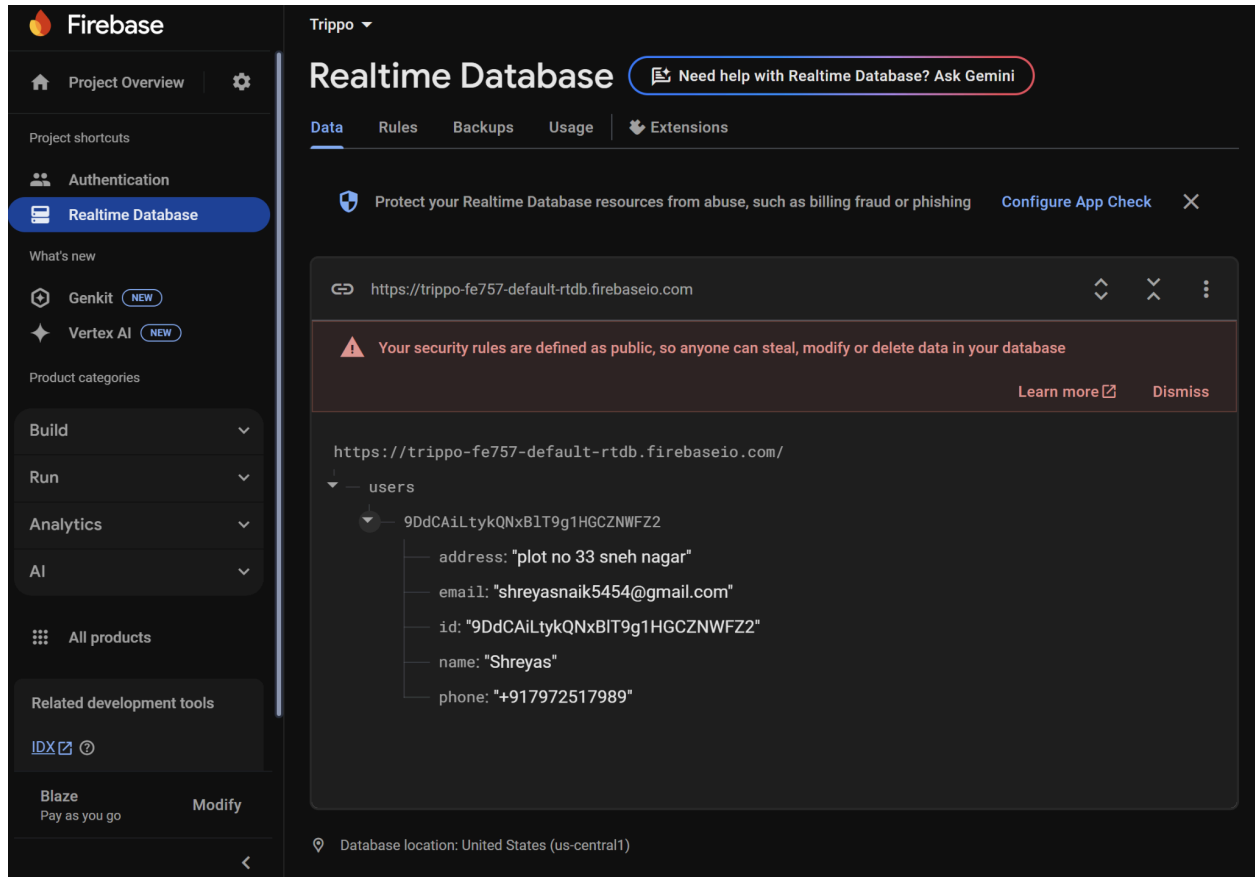 Firebase
Project Overview
Project shortcuts
Authentication
Realtime Database
What's new
Genkit NEW
Vertex AI NEW
Product categories
Build
Run
Analytics
AI
All products
Related development tools
IDX
Blaze
Pay as you go
Modify
Trippo
Realtime Database
Need help with Realtime Database? Ask Gemini
Data Rules Backups Usage Extensions
Protect your Realtime Database resources from abuse, such as billing fraud or phishing Configure App Check
https://trippo-fe757-default-rtdb.firebaseio.com
Your security rules are defined as public, so anyone can steal, modify or delete data in your database
Learn more Dismiss
https://trippo-fe757-default-rtdb.firebaseio.com/
users
9DdCAiLtykQNxBlT9g1HGCZNWFZ2
address: "plot no 33 sneh nagar"
email: "shreyasnaik5454@gmail.com"
id: "9DdCAiLtykQNxBlT9g1HGCZNWFZ2"
name: "Shreyas"
phone: "+917972517989"
Database location: United States (us-central1)